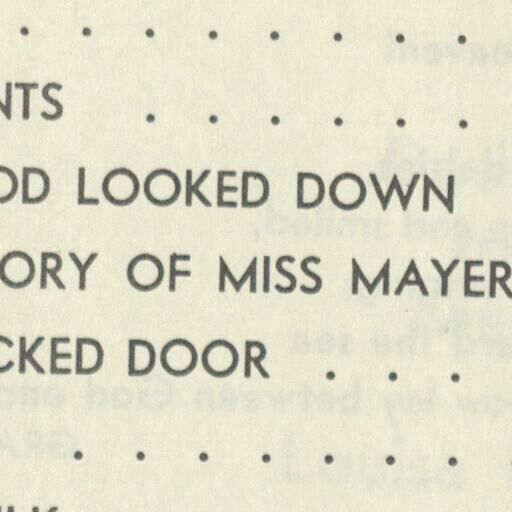 . . . . . . . .
NTS . . . . . .
OD LOOKED DOWN
ORY OF MISS MAYER
CKED DOOR . . .
. . . . . . .